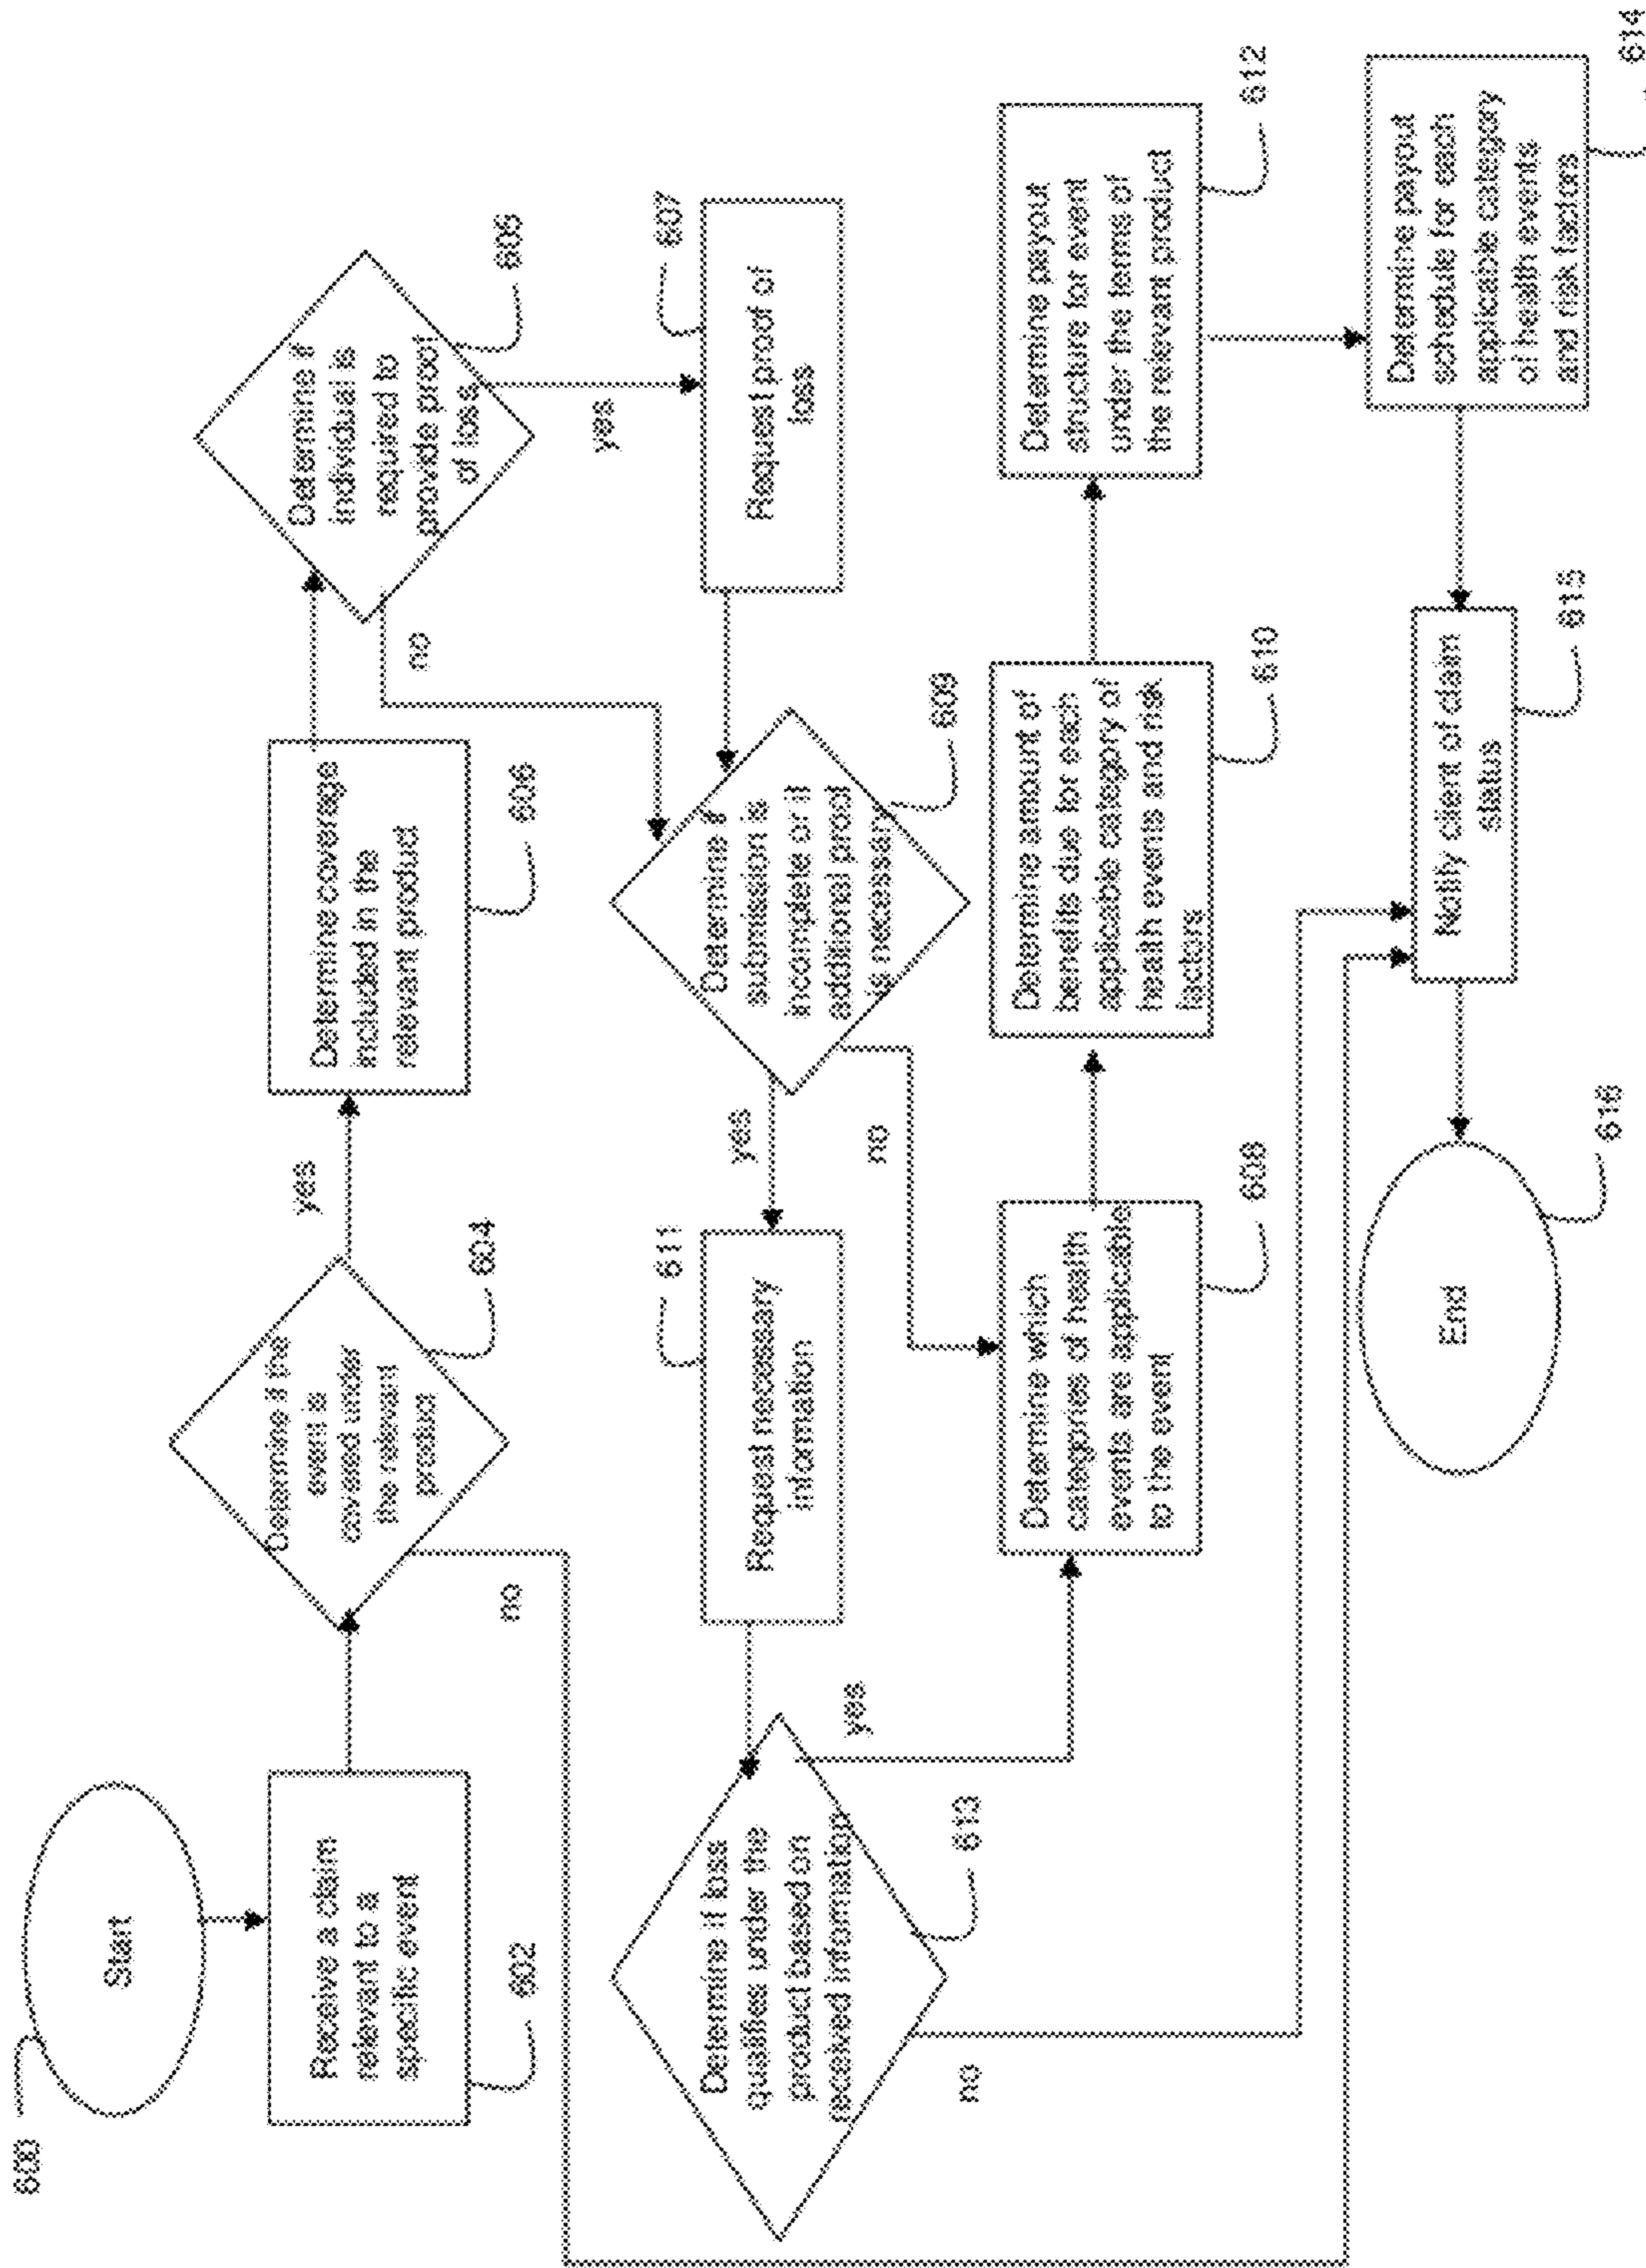 600
Start
Receive a claim
relevant to a
specific event
602
Determine if the
event is
covered under
the relevant
product
604
yes
no
Determine coverage
included in the
relevant product
606
Determine if
individual is
required to
provide proof
of loss
605
yes
no
Request proof of
loss
607
Determine if
submission is
incomplete or if
additional proof
is necessary
609
yes
no
Request necessary
information
611
Determine if loss
qualifies under the
product based on
received information
613
yes
no
Determine which
categories of health
events are applicable
to the event
608
Determine amount of
benefits due for each
applicable category of
health events and risk
factors
610
Determine payout
structure for event
under the terms of
the relevant product
612
Determine payout
schedule for each
applicable category
of health events
and risk factors
614
Notify client of claim
status
615
End
616